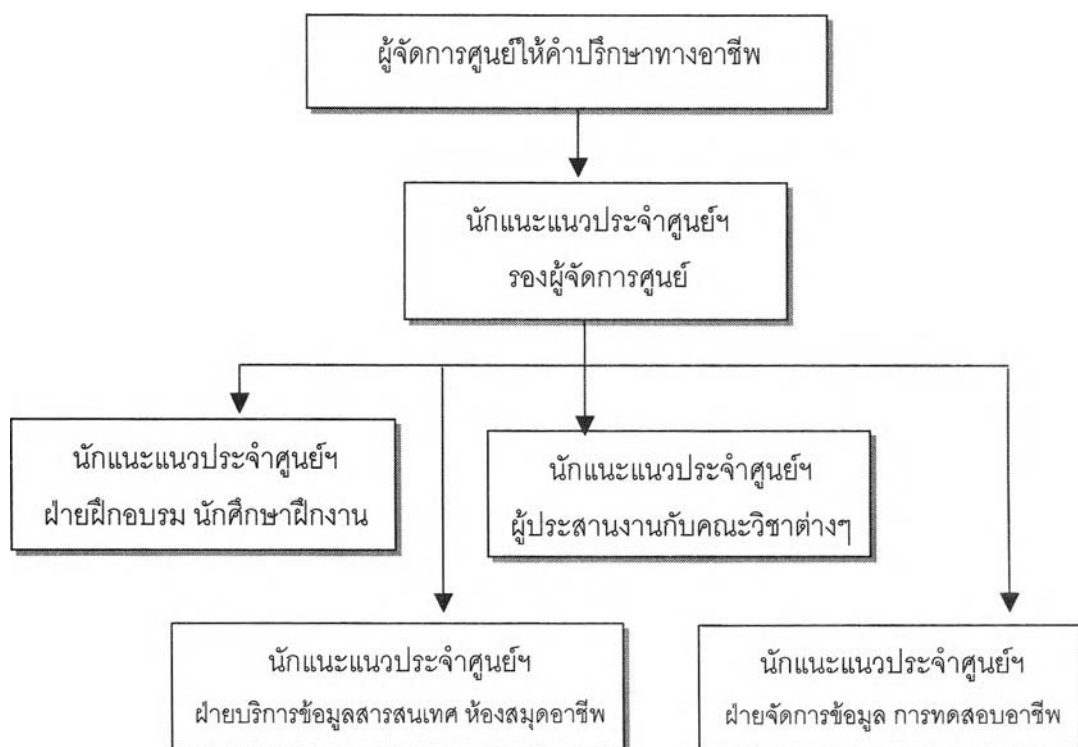 ผู้จัดการศูนย์ให้คำปรึกษาทางอาชีพ
นักแนะแนวประจำศูนย์ฯ
รองผู้จัดการศูนย์
นักแนะแนวประจำศูนย์ฯ
ฝ่ายฝึกอบรม นักศึกษาฝึกงาน
นักแนะแนวประจำศูนย์ฯ
ผู้ประสานงานกับคณะวิชาต่างๆ
นักแนะแนวประจำศูนย์ฯ
ฝ่ายบริการข้อมูลสารสนเทศ ห้องสมุดอาชีพ
นักแนะแนวประจำศูนย์ฯ
ฝ่ายจัดการข้อมูล การทดสอบอาชีพ